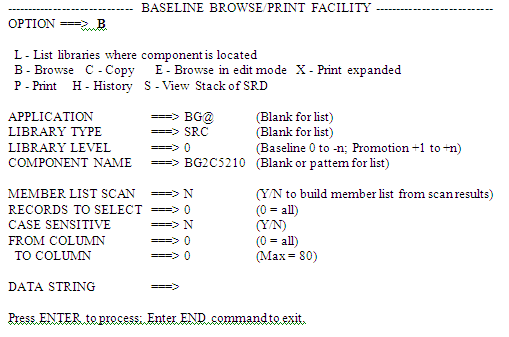 ------------------------------ BASELINE BROWSE/PRINT FACILITY ----------------------------
OPTION ===> B
L - List libraries where component is located
B - Browse C - Copy E - Browse in edit mode X - Print expanded
P - Print H - History S - View Stack of SRD
APPLICATION ===> BG@ (Blank for list)
LIBRARY TYPE ===> SRC (Blank for list)
LIBRARY LEVEL ===> 0 (Baseline 0 to -n; Promotion +1 to +n)
COMPONENT NAME ===> BG2C5210 (Blank or pattern for list)
MEMBER LIST SCAN ===> N (Y/N to build member list from scan results)
RECORDS TO SELECT ===> 0 (0 = all)
CASE SENSITIVE ===> N (Y/N)
FROM COLUMN ===> 0 (0 = all)
TO COLUMN ===> 0 (Max = 80)
DATA STRING ===>
Press ENTER to process; Enter END command to exit.